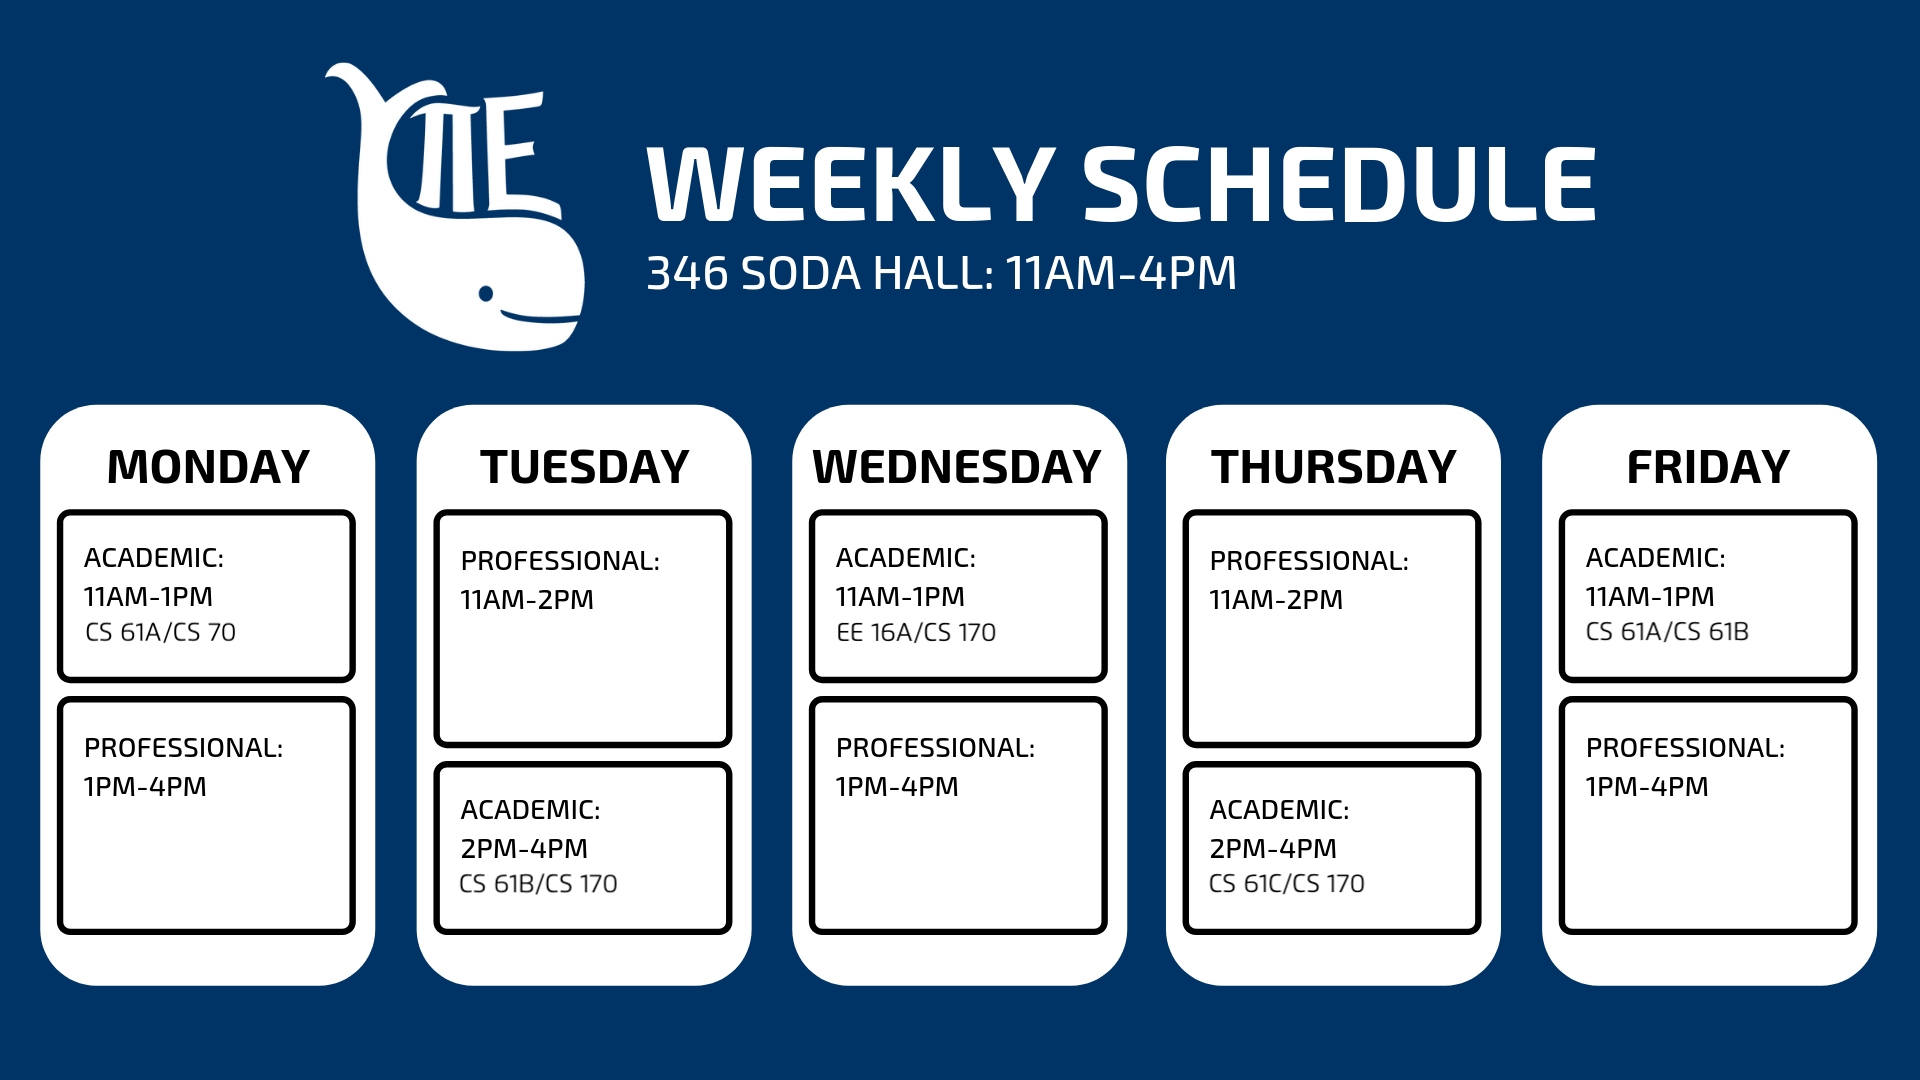 ΥΠΕ
WEEKLY SCHEDULE
346 SODA HALL: 11AM-4PM
MONDAY
ACADEMIC:
11AM-1PM
CS 61A/CS 70
PROFESSIONAL:
1PM-4PM
TUESDAY
PROFESSIONAL:
11AM-2PM
ACADEMIC:
2PM-4PM
CS 61B/CS 170
WEDNESDAY
ACADEMIC:
11AM-1PM
EE 16A/CS 170
PROFESSIONAL:
1PM-4PM
THURSDAY
PROFESSIONAL:
11AM-2PM
ACADEMIC:
2PM-4PM
CS 61C/CS 170
FRIDAY
ACADEMIC:
11AM-1PM
CS 61A/CS 61B
PROFESSIONAL:
1PM-4PM